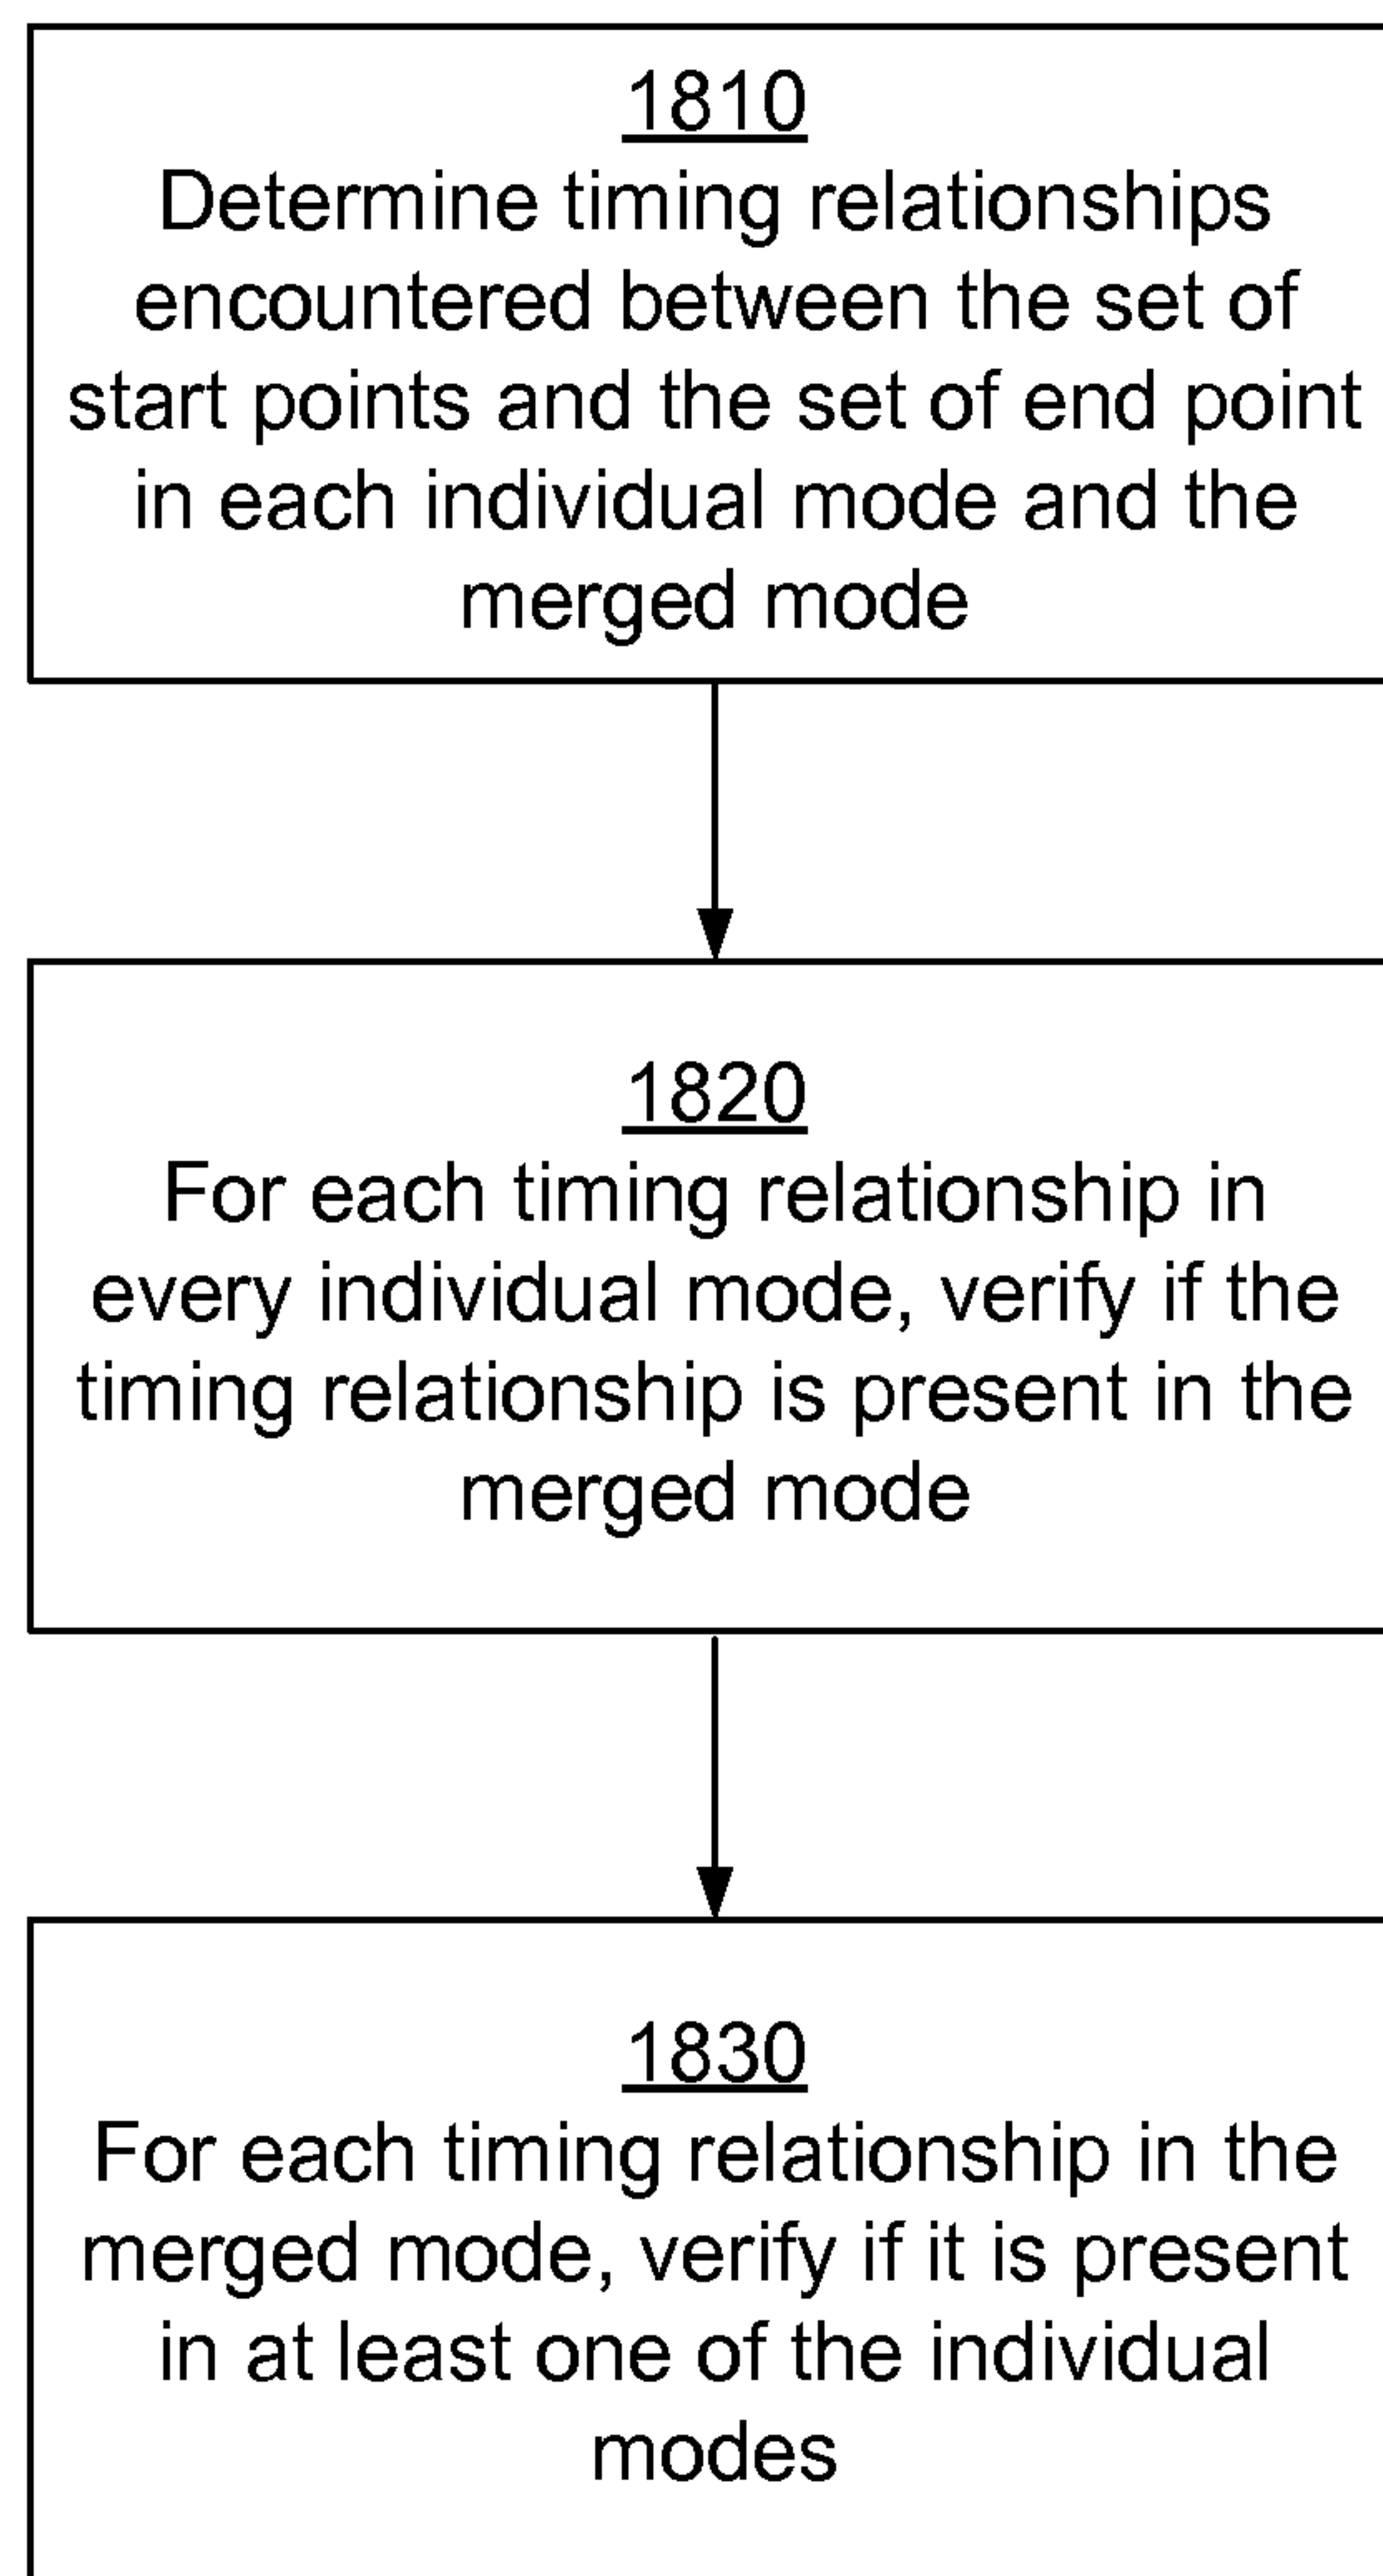 1810
Determine timing relationships
encountered between the set of
start points and the set of end point
in each individual mode and the
merged mode
1820
For each timing relationship in
every individual mode, verify if the
timing relationship is present in the
merged mode
1830
For each timing relationship in the
merged mode, verify if it is present
in at least one of the individual
modes